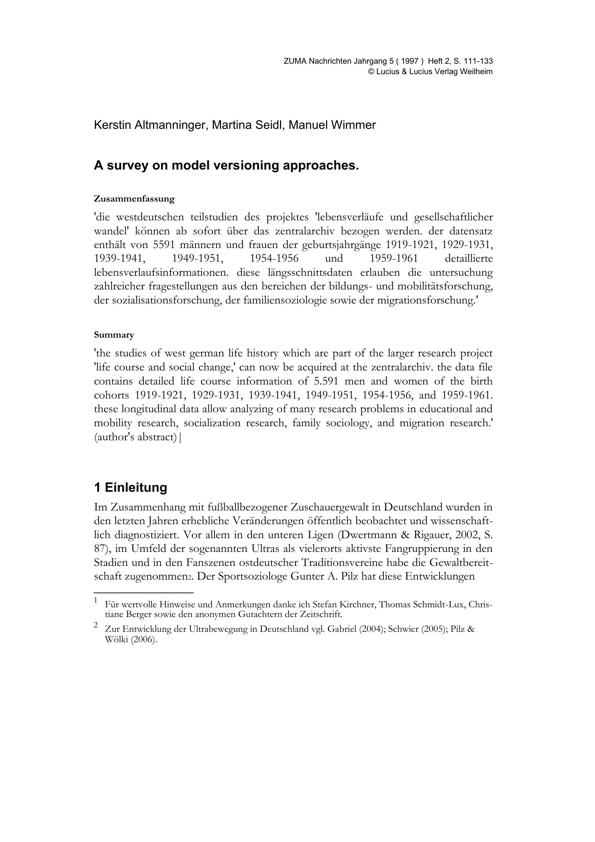 ZUMA Nachrichten Jahrgang 5 ( 1997 ) Heft 2, S. 111-133
© Lucius & Lucius Verlag Weilheim
Kerstin Altmanninger, Martina Seidl, Manuel Wimmer
A survey on model versioning approaches.
Zusammenfassung
'die westdeutschen teilstudien des projektes 'lebensverläufe und gesellschaftlicher
wandel' können ab sofort über das zentralarchiv bezogen werden. der datensatz
enthält von 5591 männern und frauen der geburtsjahrgänge 1919-1921, 1929-1931,
1939-1941, 1949-1951, 1954-1956 und 1959-1961 detaillierte
lebensverlaufsinformationen. diese längsschnittsdaten erlauben die untersuchung
zahlreicher fragestellungen aus den bereichen der bildungs- und mobilitätsforschung,
der sozialisationsforschung, der familiensoziologie sowie der migrationsforschung.'
Summary
'the studies of west german life history which are part of the larger research project
'life course and social change,' can now be acquired at the zentralarchiv. the data file
contains detailed life course information of 5.591 men and women of the birth
cohorts 1919-1921, 1929-1931, 1939-1941, 1949-1951, 1954-1956, and 1959-1961.
these longitudinal data allow analyzing of many research problems in educational and
mobility research, socialization research, family sociology, and migration research.'
(author's abstract)|
1 Einleitung
Im Zusammenhang mit fußballbezogener Zuschauergewalt in Deutschland wurden in
den letzten Jahren erhebliche Veränderungen öffentlich beobachtet und wissenschaft-
lich diagnostiziert. Vor allem in den unteren Ligen (Dwertmann & Rigauer, 2002, S.
87), im Umfeld der sogenannten Ultras als vielerorts aktivste Fangruppierung in den
Stadien und in den Fanszenen ostdeutscher Traditionsvereine habe die Gewaltbereit-
schaft zugenommen2. Der Sportsoziologe Gunter A. Pilz hat diese Entwicklungen
1 Für wertvolle Hinweise und Anmerkungen danke ich Stefan Kirchner, Thomas Schmidt-Lux, Chris-
tiane Berger sowie den anonymen Gutachtern der Zeitschrift.
2 Zur Entwicklung der Ultrabewegung in Deutschland vgl. Gabriel (2004); Schwier (2005); Pilz &
Wölki (2006).